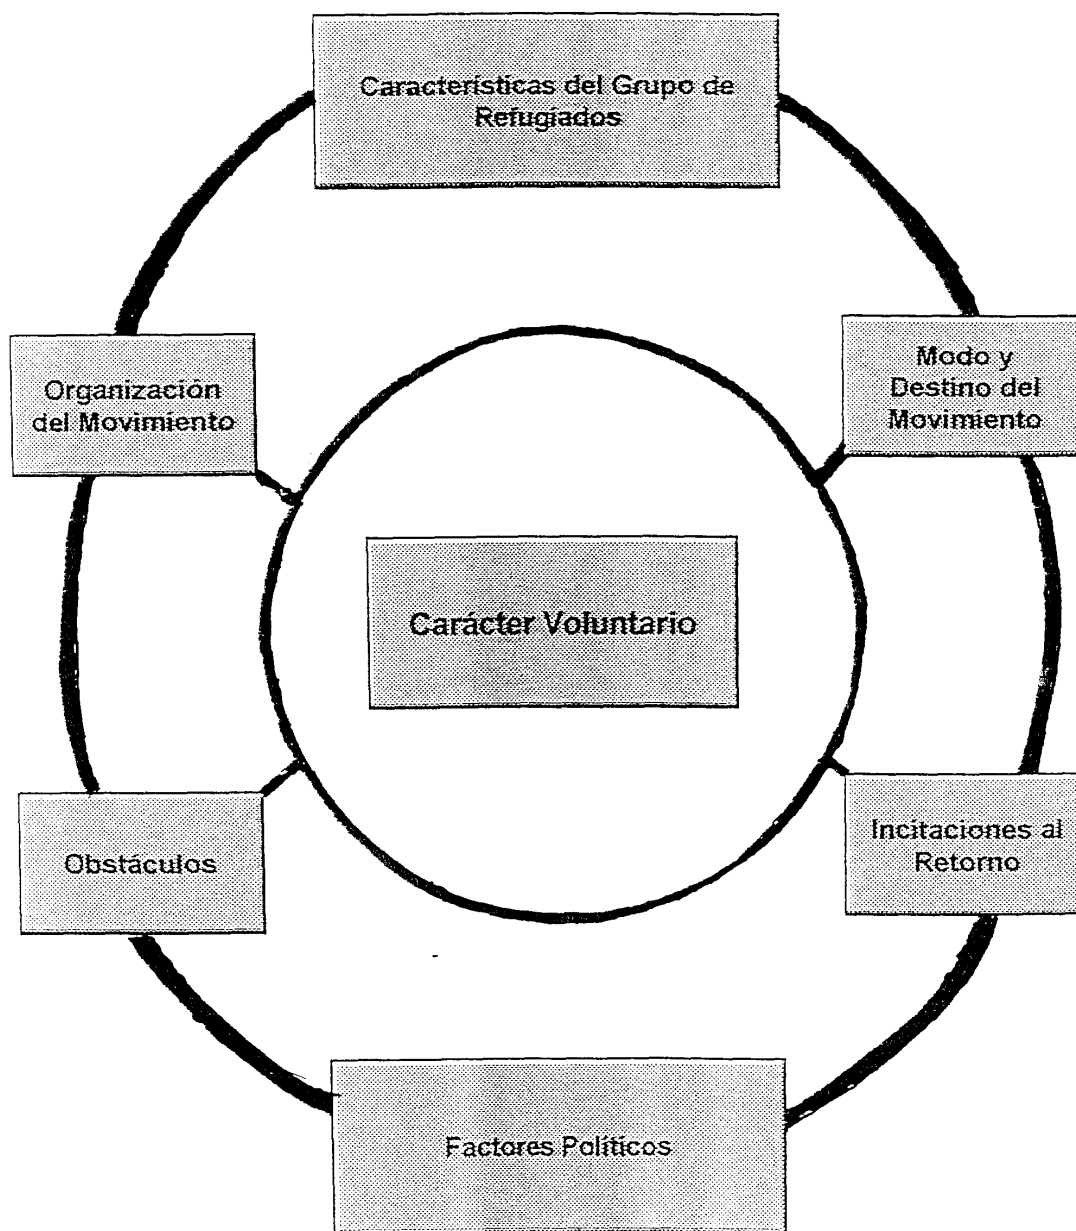 Características del Grupo de
Refugiados
Organización
del Movimiento
Modo y
Destino del
Movimiento
Carácter Voluntario
Obstáculos
Incitaciones al
Retorno
Factores Políticos